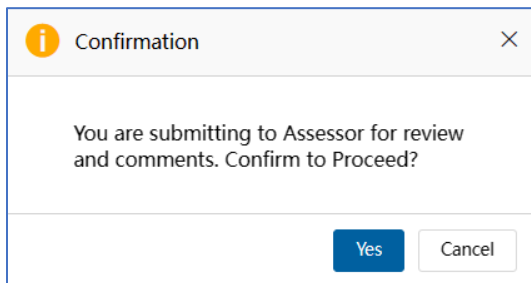 Confirmation
You are submitting to Assessor for review
and comments. Confirm to Proceed?
Yes
Cancel